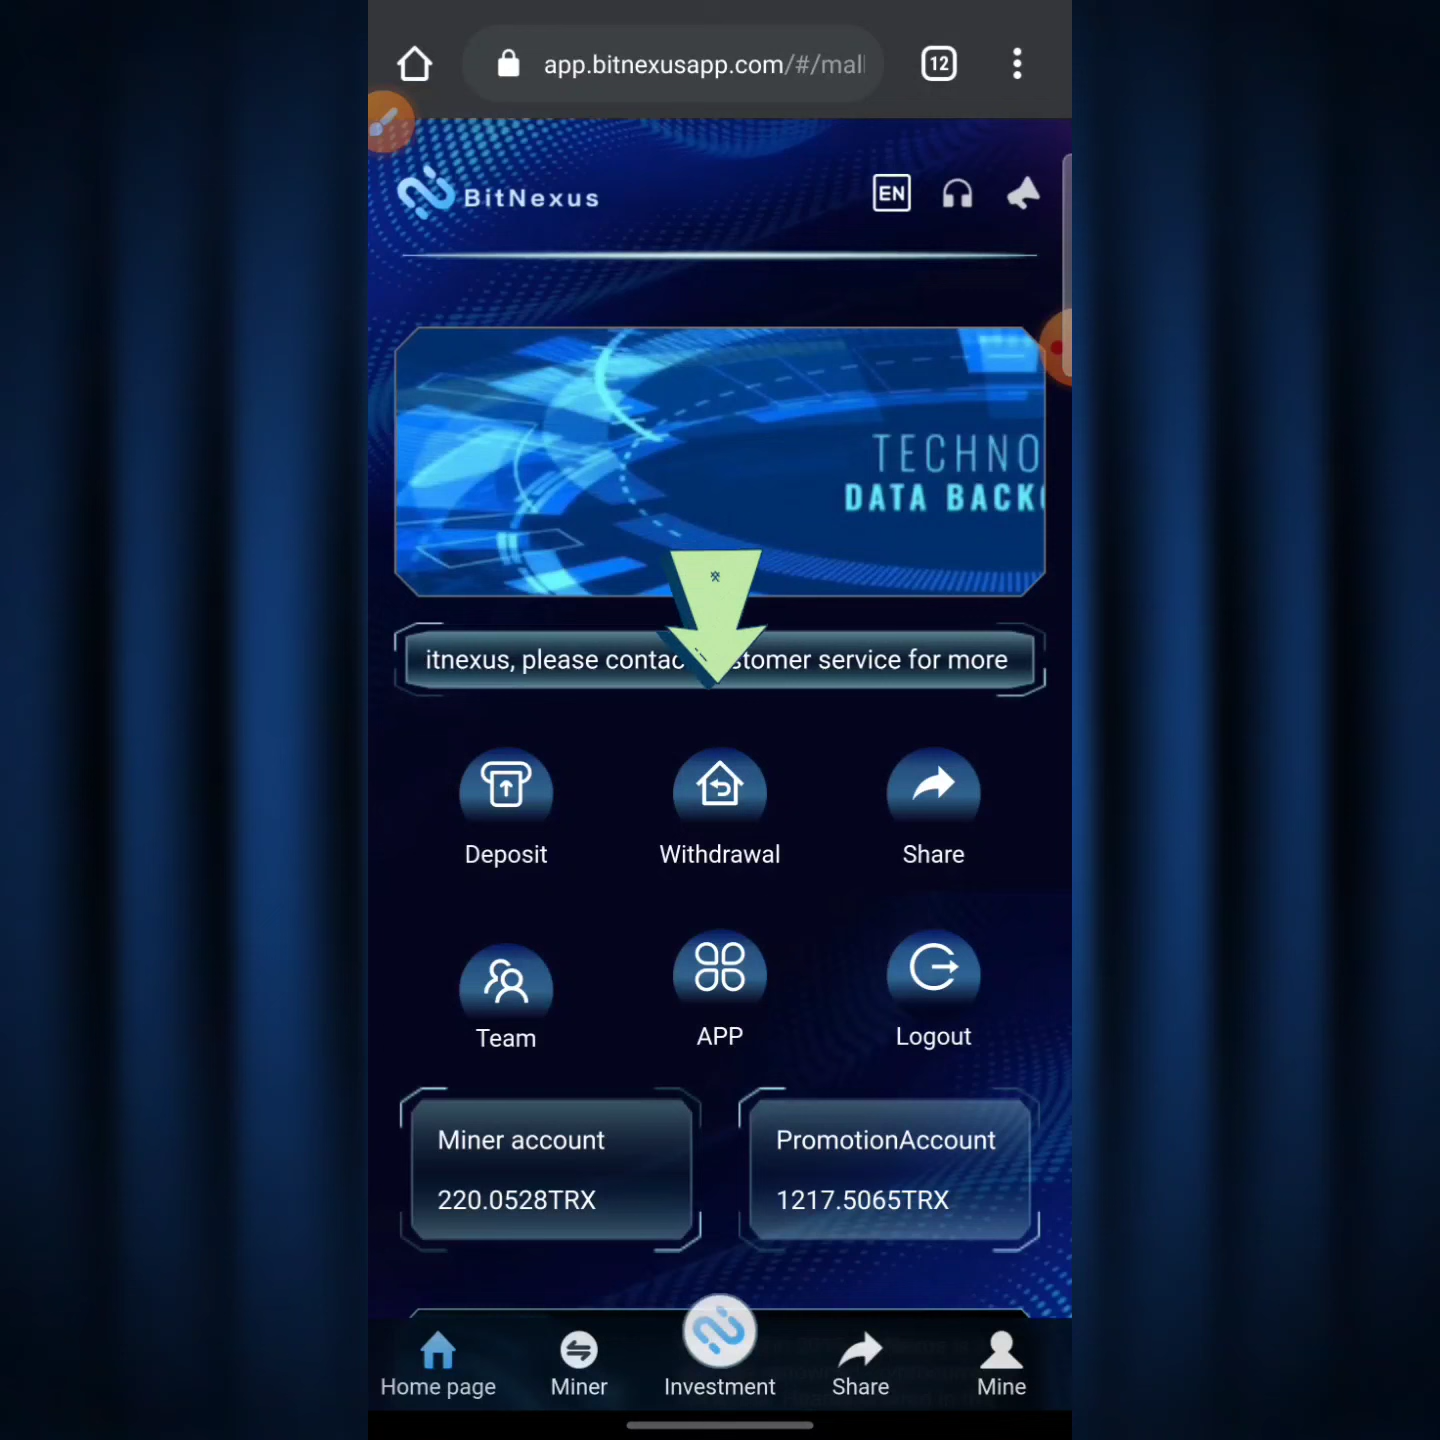 12
app.bitnexusapp.com/#/mall
BitNexus
EN
TECHNO
DATA BACK
itnexus, please contac stomer service for more
Deposit
Withdrawal
Share
Team
APP
Logout
Miner account
220.0528TRX
PromotionAccount
1217.5065TRX
Home page
Miner
Investment
Share
Mine